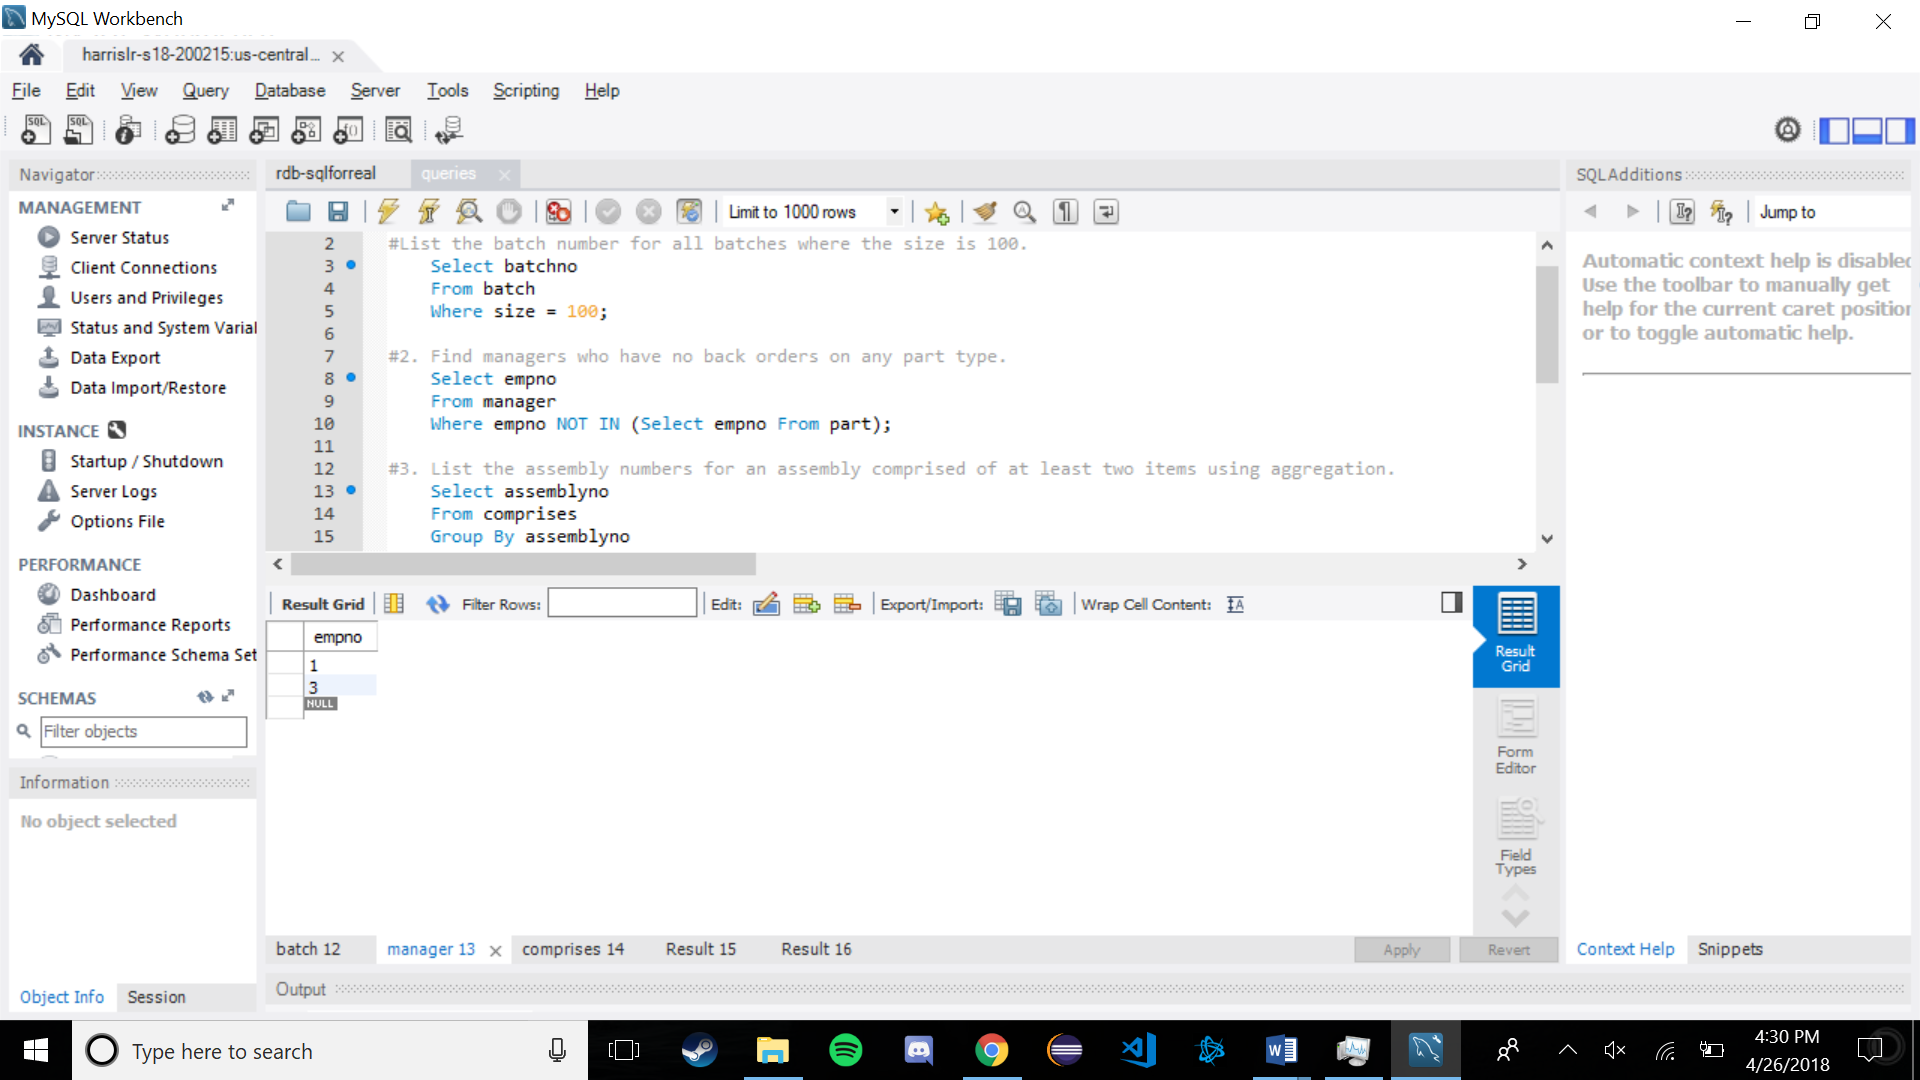 MySQL Workbench
harrislr-s18-200215:us-central...
File Edit View Query Database Server Tools Scripting Help
Navigator
MANAGEMENT
Server Status
Client Connections
Users and Privileges
Status and System Varial
Data Export
Data Import/Restore
INSTANCE
Startup / Shutdown
Server Logs
Options File
PERFORMANCE
Dashboard
Performance Reports
Performance Schema Set
SCHEMAS
Filter objects
Information
No object selected
Object Info Session
rdb-sqlforreal queries
Limit to 1000 rows
2 #List the batch number for all batches where the size is 100.
3 Select batchno
4 From batch
5 Where size = 100;
6
7 #2. Find managers who have no back orders on any part type.
8 Select empno
9 From manager
10 Where empno NOT IN (Select empno From part);
11
12 #3. List the assembly numbers for an assembly comprised of at least two items using aggregation.
13 Select assemblyno
14 From comprises
15 Group By assemblyno
Result Grid Filter Rows: Edit: Export/Import: Wrap Cell Content:
empno
1
3
NULL
Result Grid
Form Editor
Field Types
batch 12 manager 13 comprises 14 Result 15 Result 16 Apply Revert
Output
SQLAdditions
Jump to
Automatic context help is disabled
Use the toolbar to manually get
help for the current caret position
or to toggle automatic help.
Context Help Snippets
Type here to search
4:30 PM
4/26/2018